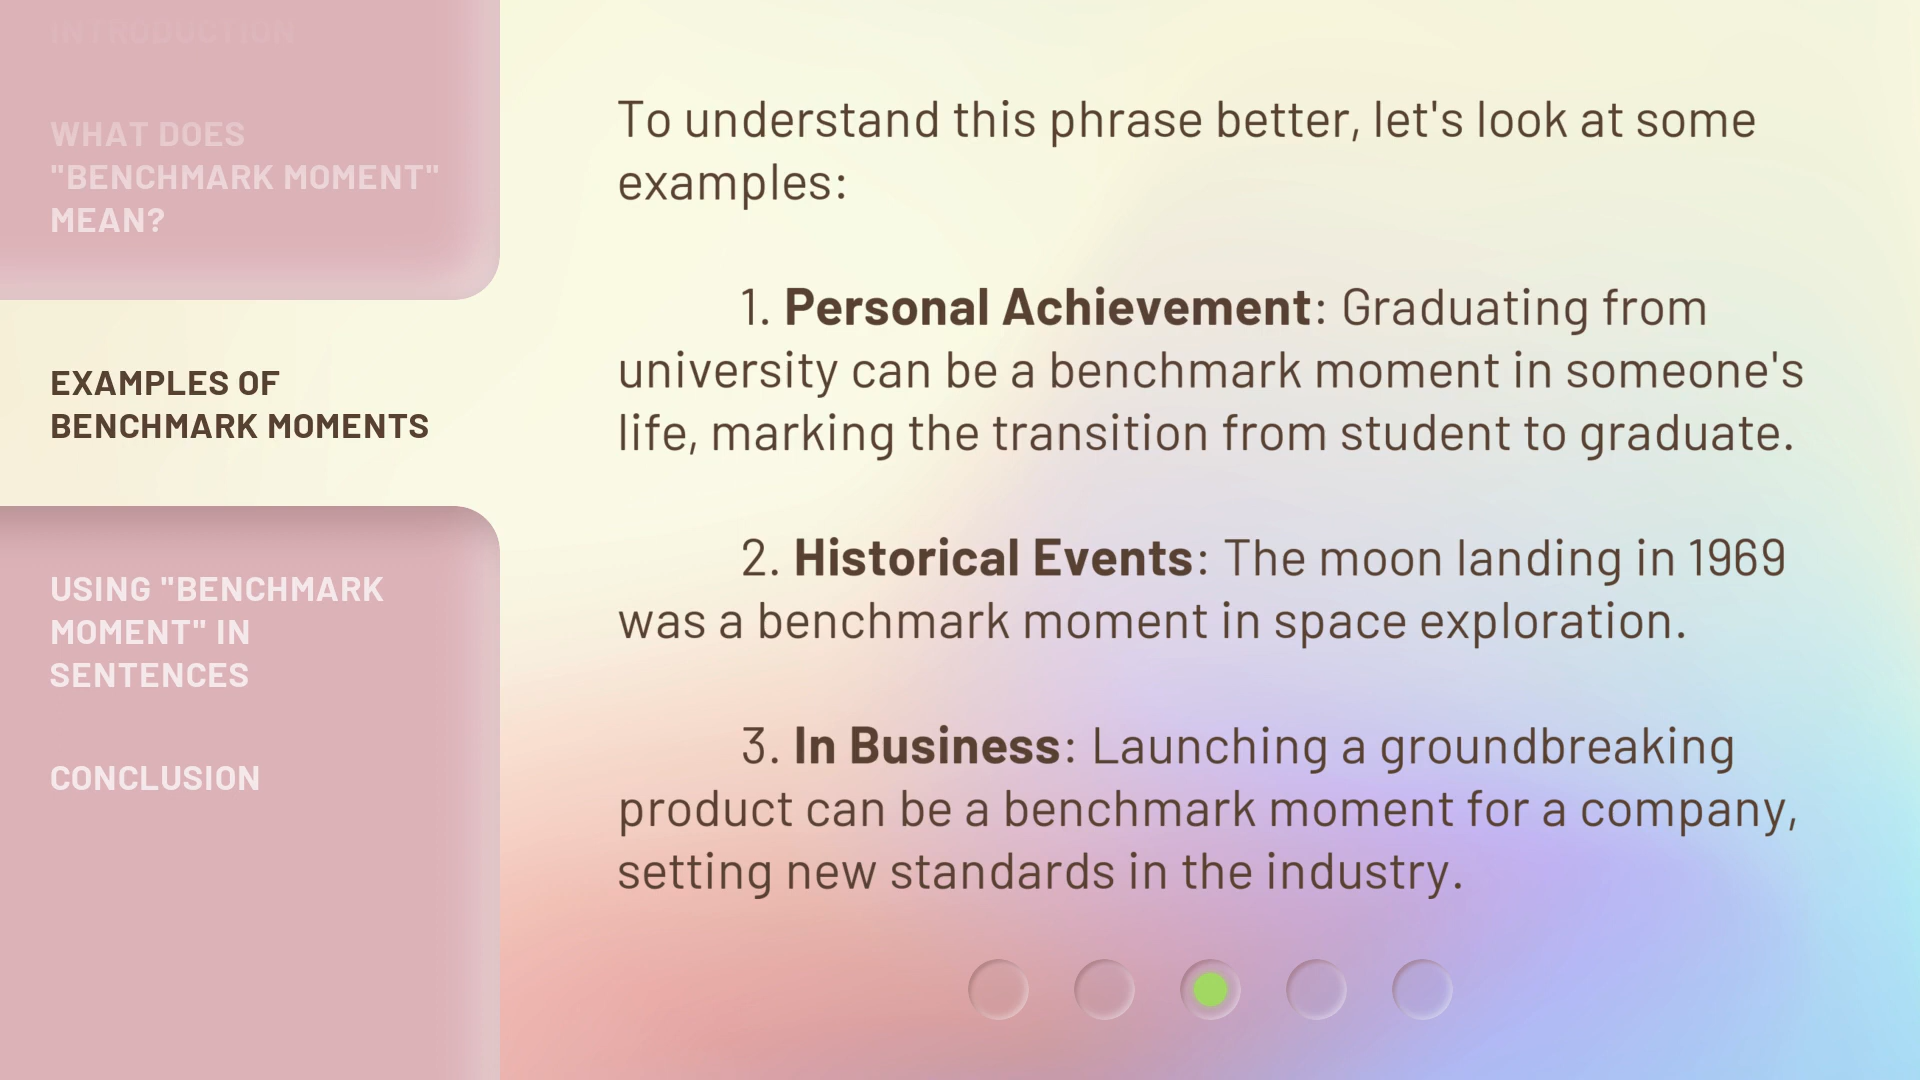 INTRODUCTION
WHAT DOES
"BENCHMARK MOMENT"
MEAN?
EXAMPLES OF
BENCHMARK MOMENTS
USING "BENCHMARK
MOMENT" IN
SENTENCES
CONCLUSION
To understand this phrase better, let's look at some
examples:
1. Personal Achievement: Graduating from
university can be a benchmark moment in someone's
life, marking the transition from student to graduate.
2. Historical Events: The moon landing in 1969
was a benchmark moment in space exploration.
3. In Business: Launching a groundbreaking
product can be a benchmark moment for a company,
setting new standards in the industry.